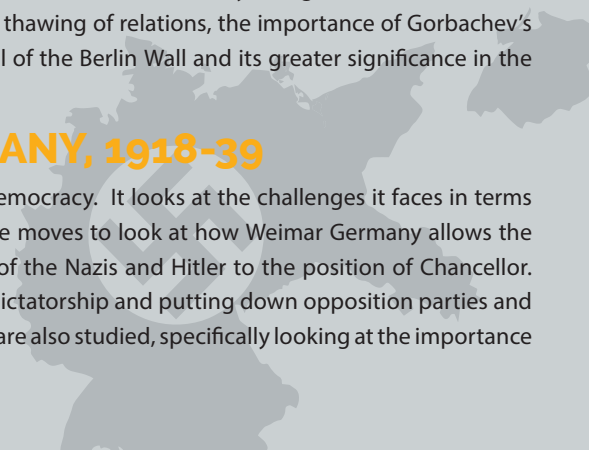 thawing of relations, the importance of Gorbachev's
of the Berlin Wall and its greater significance in the
ANY, 1918-39
emocracy. It looks at the challenges it faces in terms
e moves to look at how Weimar Germany allows the
of the Nazis and Hitler to the position of Chancellor.
ictatorship and putting down opposition parties and
are also studied, specifically looking at the importance